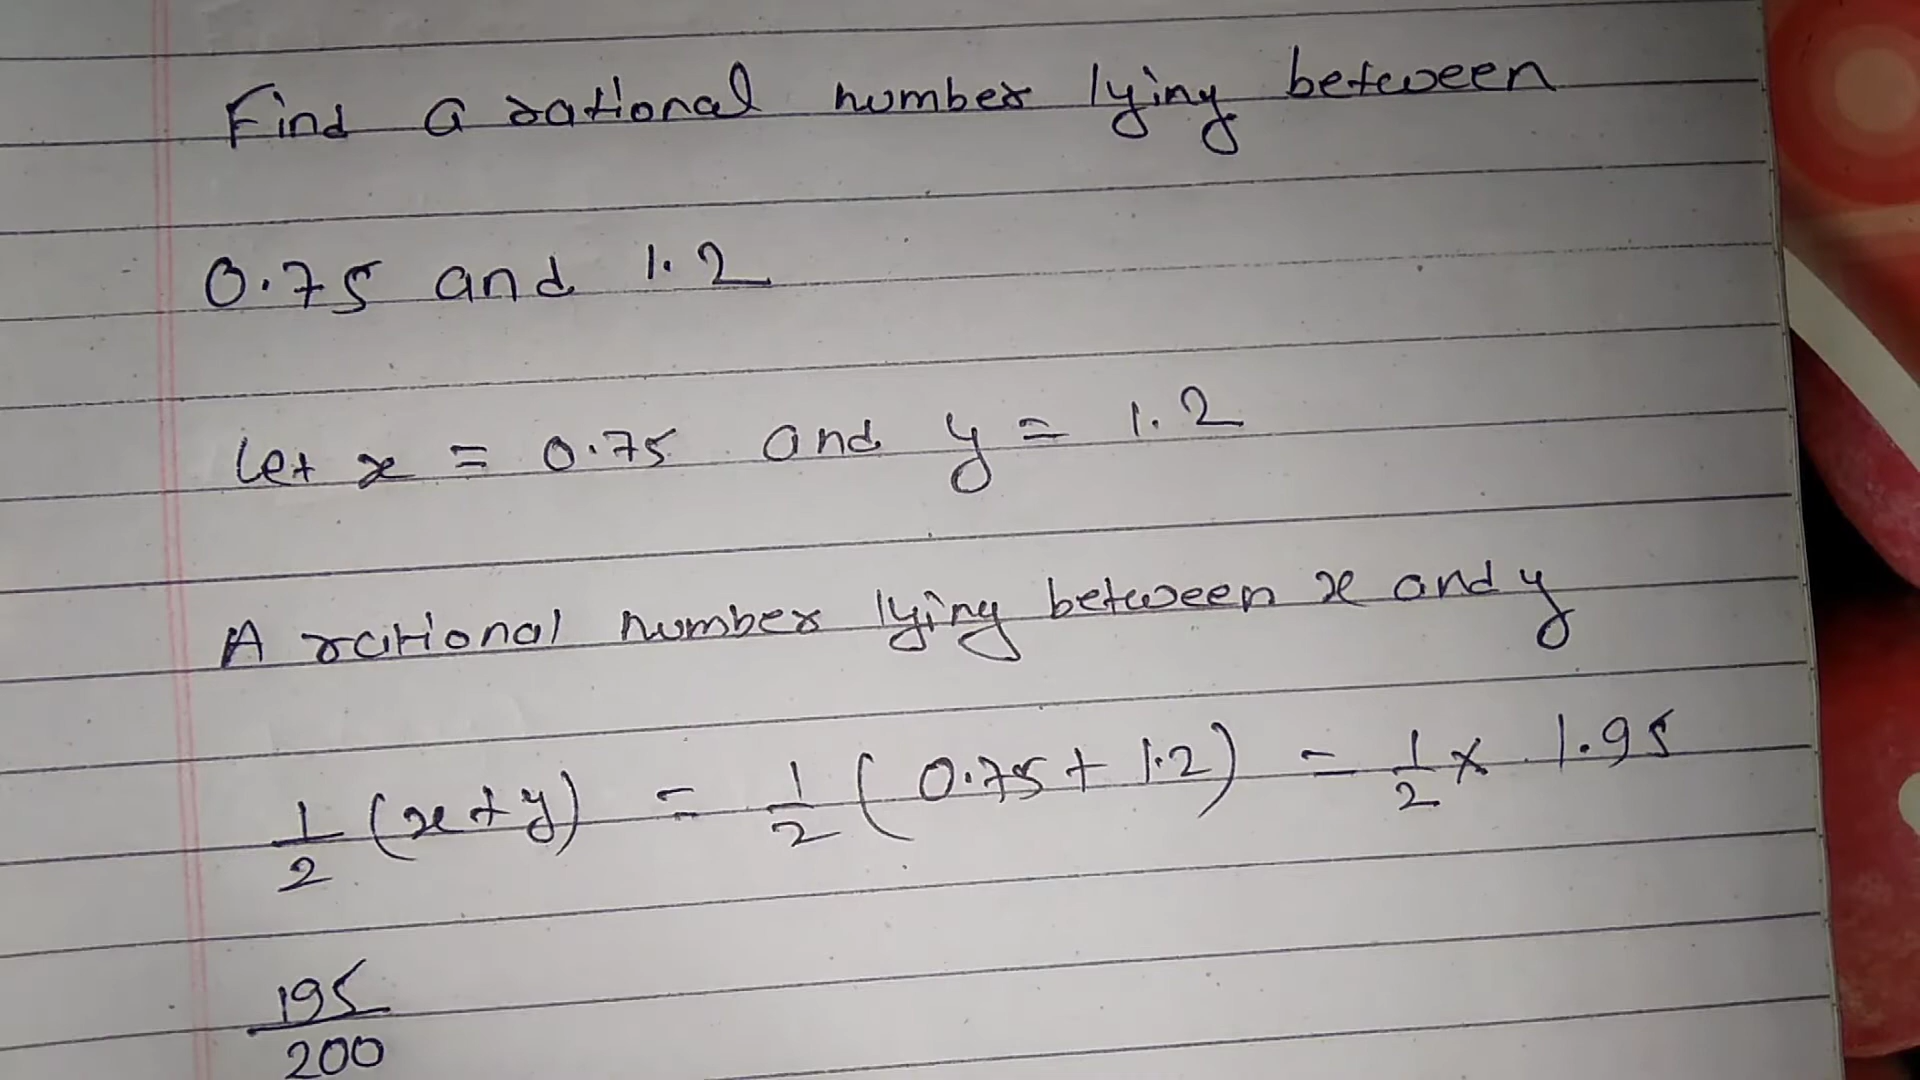 Find a rational number lying between
0.75 and 1.2
Let x = 0.75 and y = 1.2
A rational number lying between x and y
1/2 (x+y) = 1/2 (0.75 + 1.2) = 1/2 × 1.95
195/200